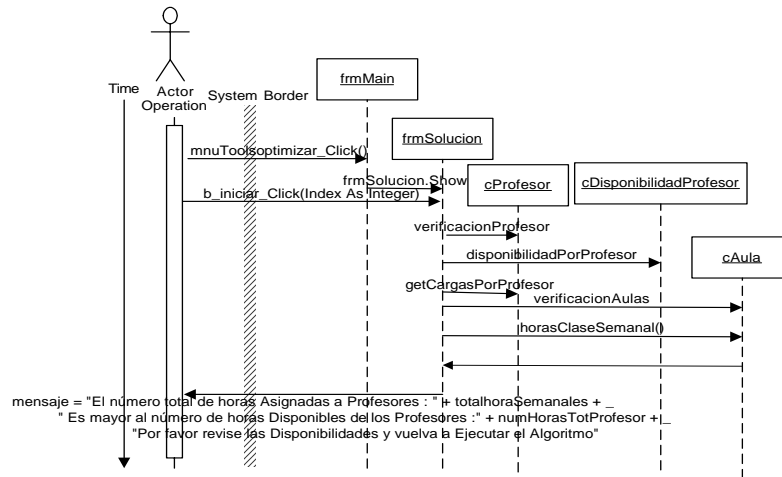 Time
Actor
Operation
System Border
frmMain
frmSolucion
cProfesor
cDisponibilidadProfesor
cAula
mnuToolsoptimizar_Click()
frmSolucion.Show
b_iniciar_Click(Index As Integer)
verificacionProfesor
disponibilidadPorProfesor
getCargasPorProfesor
verificacionAulas
horasClaseSemanal()
mensaje = "El número total de horas Asignadas a Profesores : " + totalhoraSemanales + _
" Es mayor al número de horas Disponibles de los Profesores :" + numHorasTotProfesor + _
"Por favor revise las Disponibilidades y vuelva a Ejecutar el Algoritmo"